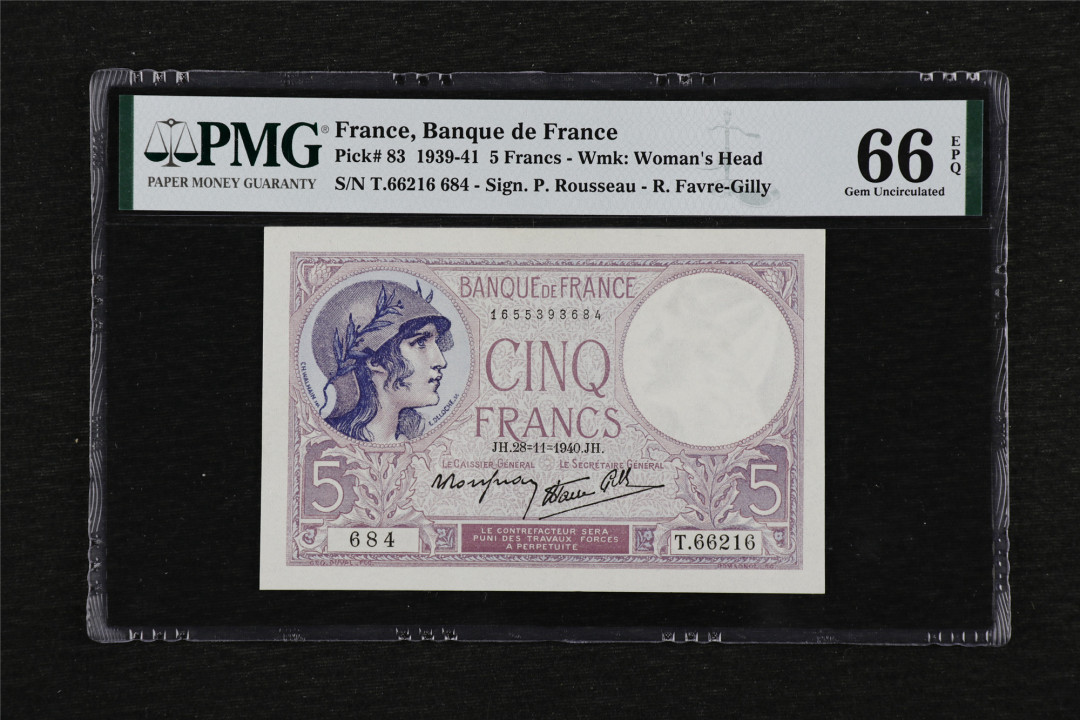 PMG®
PAPER MONEY GUARANTY
France, Banque de France
Pick# 83 1939-41 5 Francs - Wmk: Woman's Head
S/N T.66216 684 - Sign. P. Rousseau - R. Favre-Gilly
66 EPQ
Gem Uncirculated
BANQUE DE FRANCE
1655393684
CINQ
FRANCS
JH.28=11=1940.JH.
LE CAISSIER GÉNÉRAL LE SECRÉTAIRE GÉNÉRAL
5 5
LE CONTREFACTEUR SERA
PUNI DES TRAVAUX FORCÉS
A PERPÉTUITÉ
684
T.66216